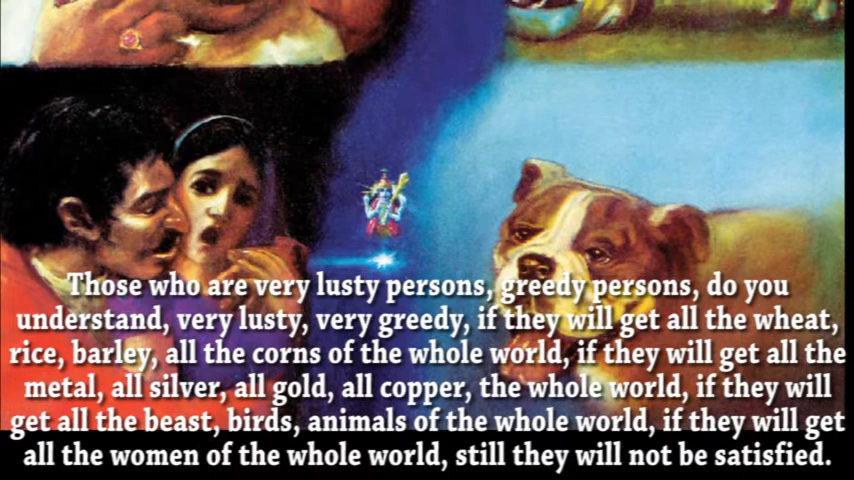 Those who are very lusty persons, greedy persons, do you
understand, very lusty, very greedy, if they will get all the wheat,
rice, barley, all the corns of the whole world, if they will get all the
metal, all silver, all gold, all copper, the whole world, if they will
get all the beast, birds, animals of the whole world, if they will get
all the women of the whole world, still they will not be satisfied.